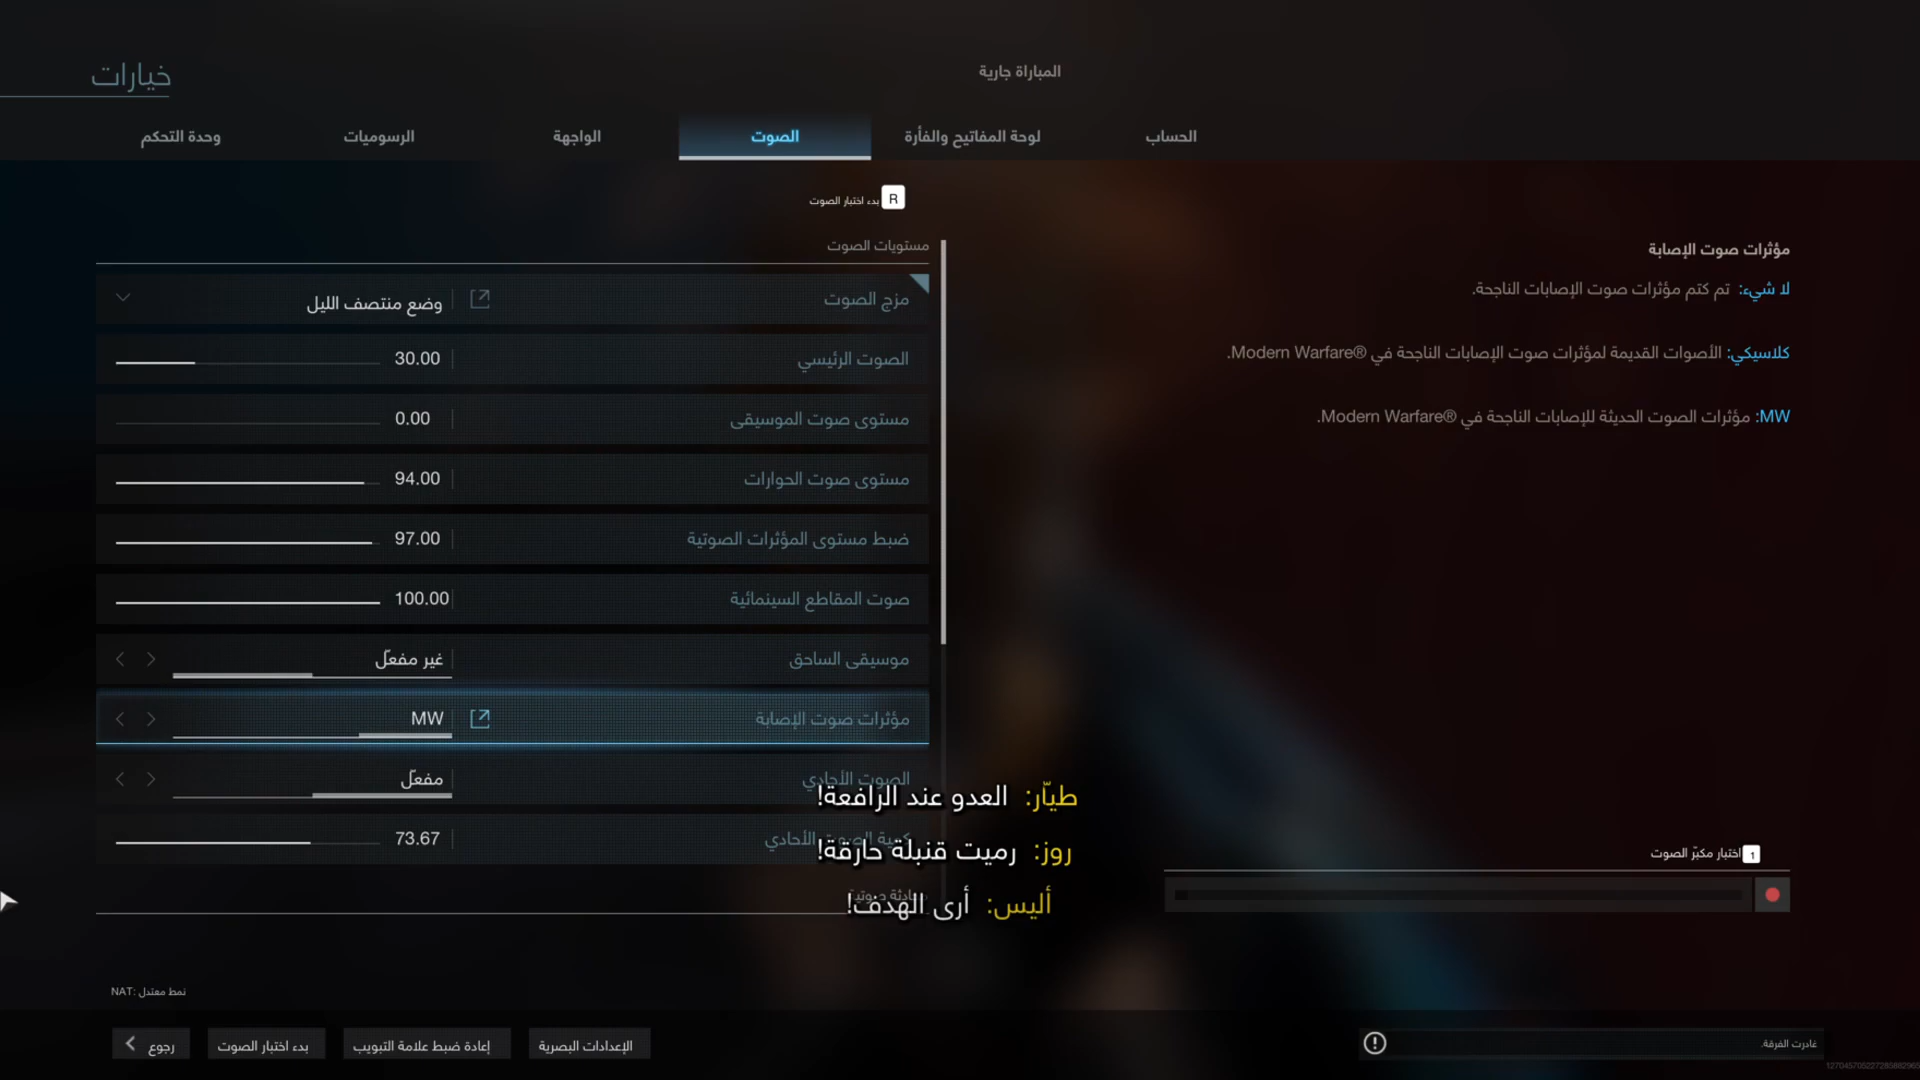 خيارات
المباراة جارية
وحدة التحكم
الرسوميات
الواجهة
الصوت
لوحة المفاتيح والفأرة
الحساب
R بدء اختبار الصوت
مستويات الصوت
مزج الصوت
وضع منتصف الليل
الصوت الرئيسي
30.00
مستوى صوت الموسيقى
0.00
مستوى صوت الحوارات
94.00
ضبط مستوى المؤثرات الصوتية
97.00
صوت المقاطع السينمائية
100.00
موسيقى الساحق
غير مفعّل
مؤثرات صوت الإصابة
MW
الصوت الأحادي
مفعّل
كمية الصوت الأحادي
73.67
طيّار: العدو عند الرافعة!
روز: رميت قنبلة حارقة!
أليس: أرى الهدف!
مؤثرات صوت الإصابة
لا شيء: تم كتم مؤثرات صوت الإصابات الناجحة.
كلاسيكي: الأصوات القديمة لمؤثرات صوت الإصابات الناجحة في Modern Warfare®.
MW: مؤثرات الصوت الحديثة للإصابات الناجحة في Modern Warfare®.
1 اختبار مكبّر الصوت
NAT: نمط معتدل
رجوع
بدء اختبار الصوت
إعادة ضبط علامة التبويب
الإعدادات البصرية
غادرت الفرقة.